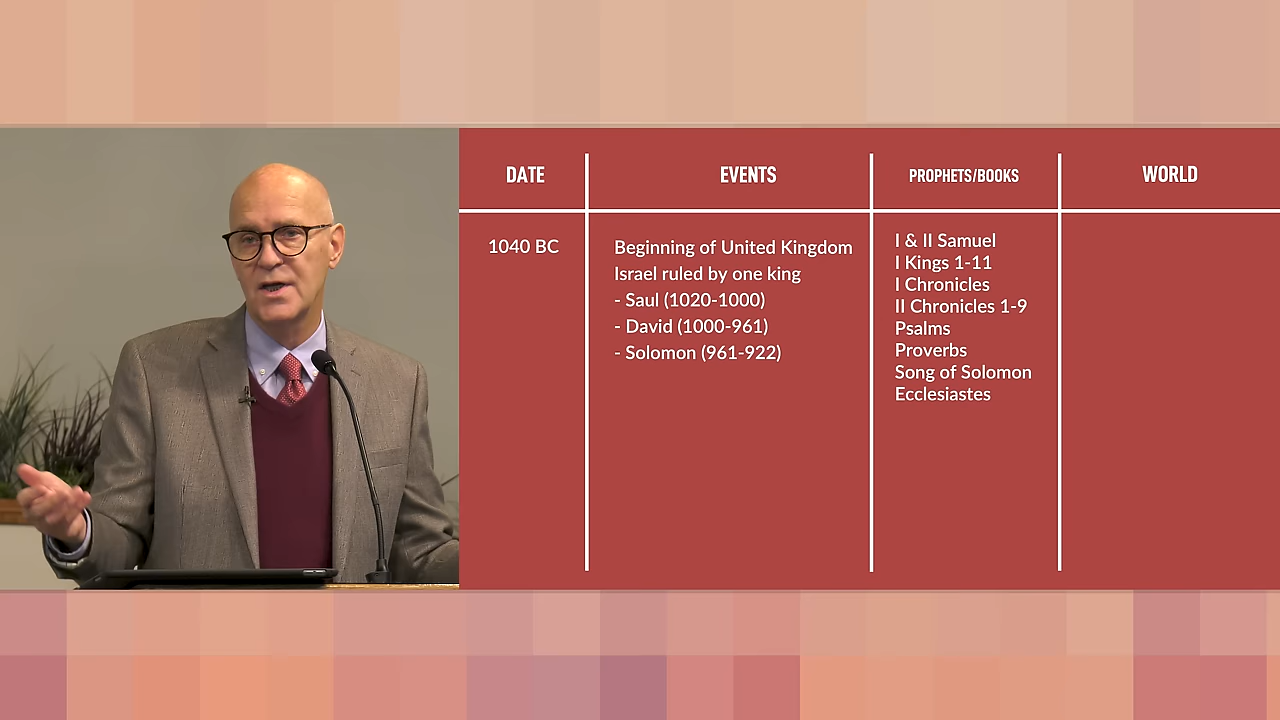 DATE
EVENTS
PROPHETS/BOOKS
WORLD
1040 BC
Beginning of United Kingdom
Israel ruled by one king
- Saul (1020-1000)
- David (1000-961)
- Solomon (961-922)
I & II Samuel
I Kings 1-11
I Chronicles
II Chronicles 1-9
Psalms
Proverbs
Song of Solomon
Ecclesiastes